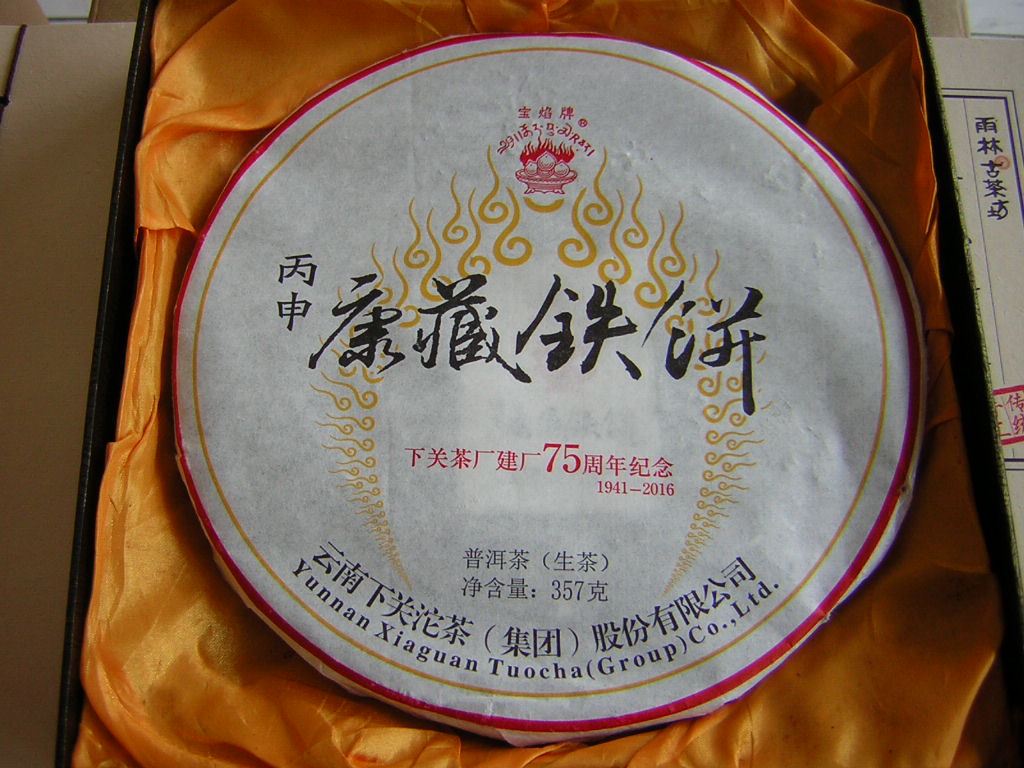 宝焰牌®
丙申
康藏铁饼
下关茶厂建厂75周年纪念
1941—2016
普洱茶（生茶）
净含量：357克
云南下关沱茶（集团）股份有限公司
Yunnan Xiaguan Tuocha(Group)Co.,Ltd.
雨林古茶坊
传统